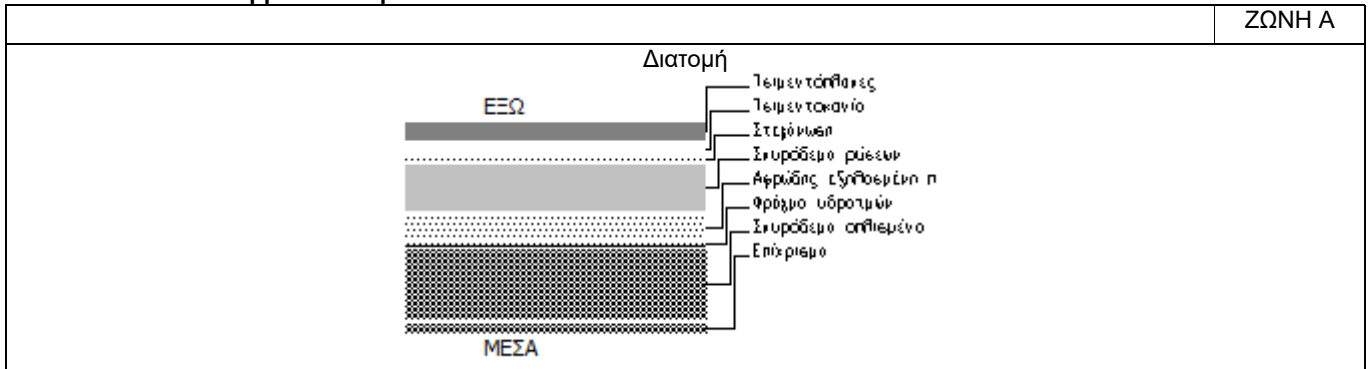 ΖΩΝΗ Α
Διατομή
ΕΞΩ
Τσιμεντόπλακες
Τσιμεντοκονία
Στεγάνωση
Σκυρόδεμα ρύσεων
Αφρώδης εξηλασμένη π
Φράγμα υδρατμών
Σκυρόδεμα οπλισμένο
Επίχρισμα
ΜΕΣΑ